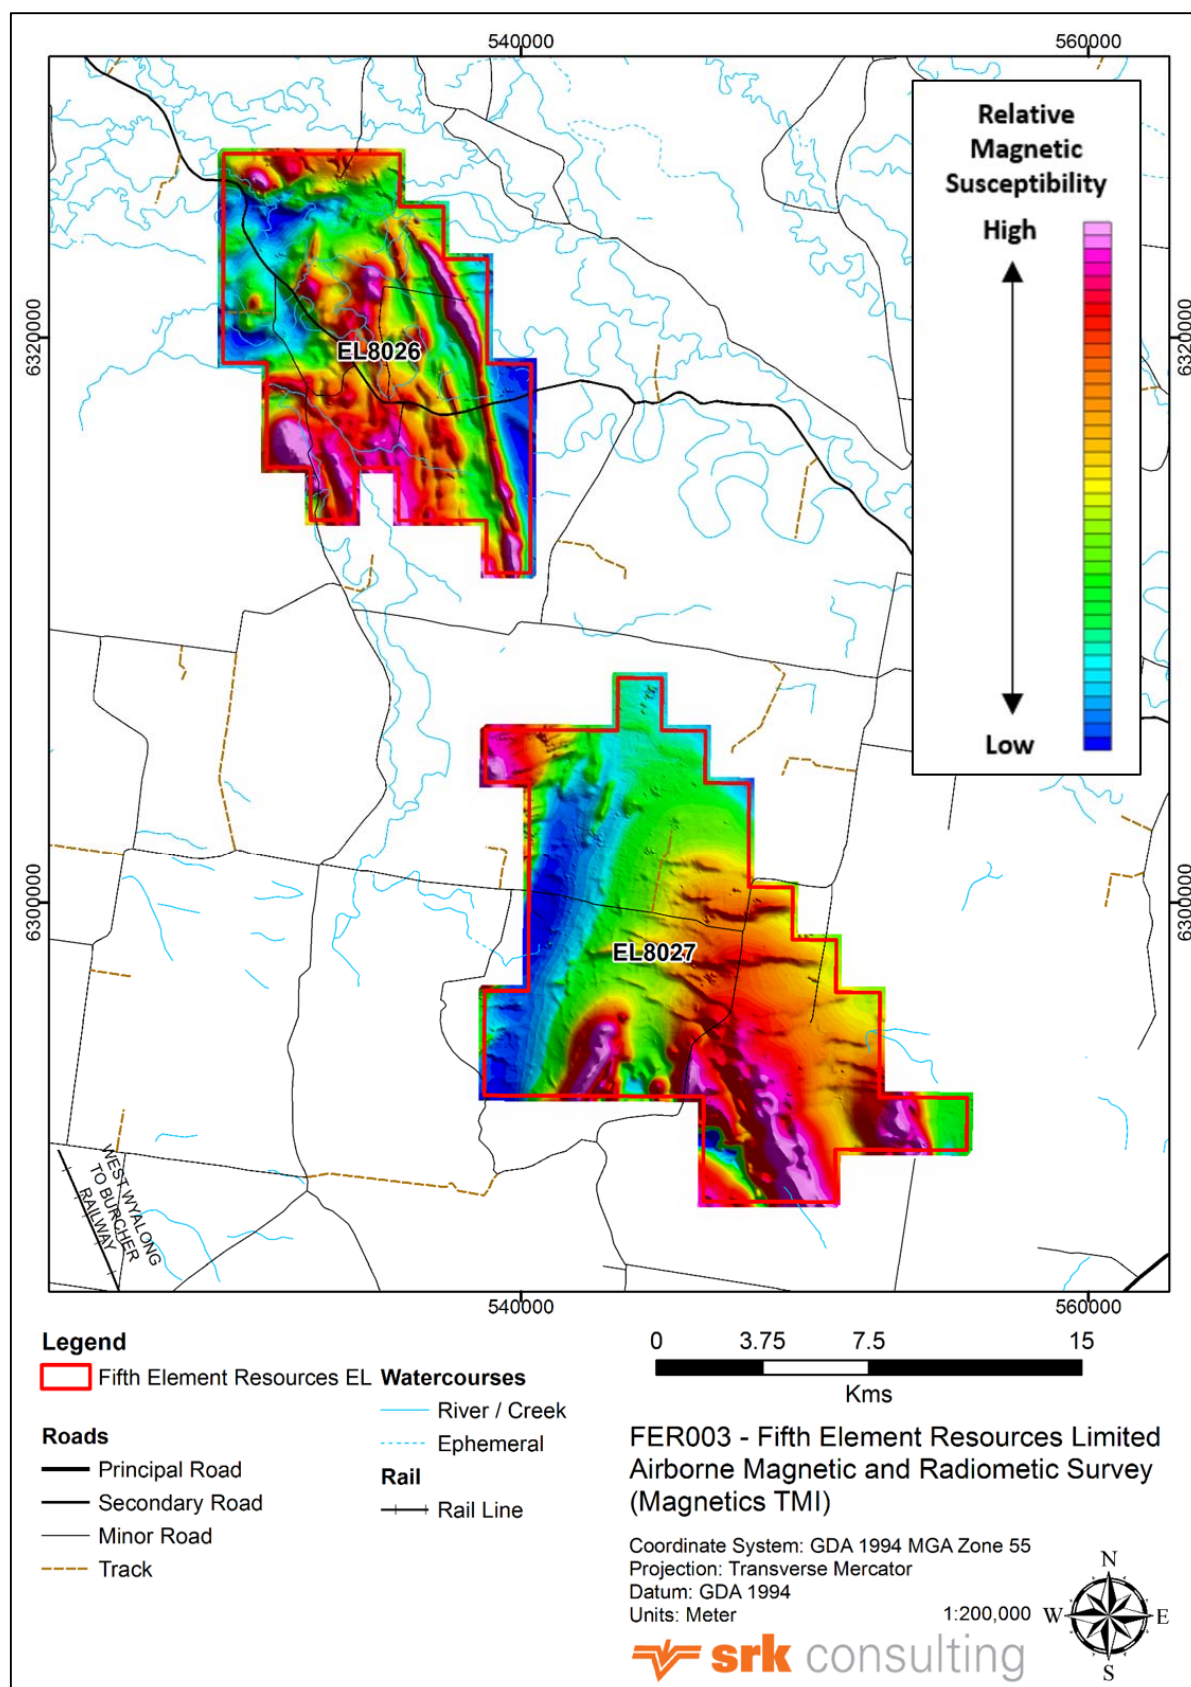 540000
560000
Relative
Magnetic
Susceptibility
High
Low
6320000
6320000
EL8026
6300000
6300000
EL8027
WEST WYALONG
TO BURCHER
RAILWAY
540000
560000
Legend
Fifth Element Resources EL
Roads
Principal Road
Secondary Road
Minor Road
Track
Watercourses
River / Creek
Ephemeral
Rail
Rail Line
0 3.75 7.5 15
Kms
FER003 - Fifth Element Resources Limited
Airborne Magnetic and Radiometic Survey
(Magnetics TMI)
Coordinate System: GDA 1994 MGA Zone 55
Projection: Transverse Mercator
Datum: GDA 1994
Units: Meter
1:200,000
N
W E
S
srk consulting